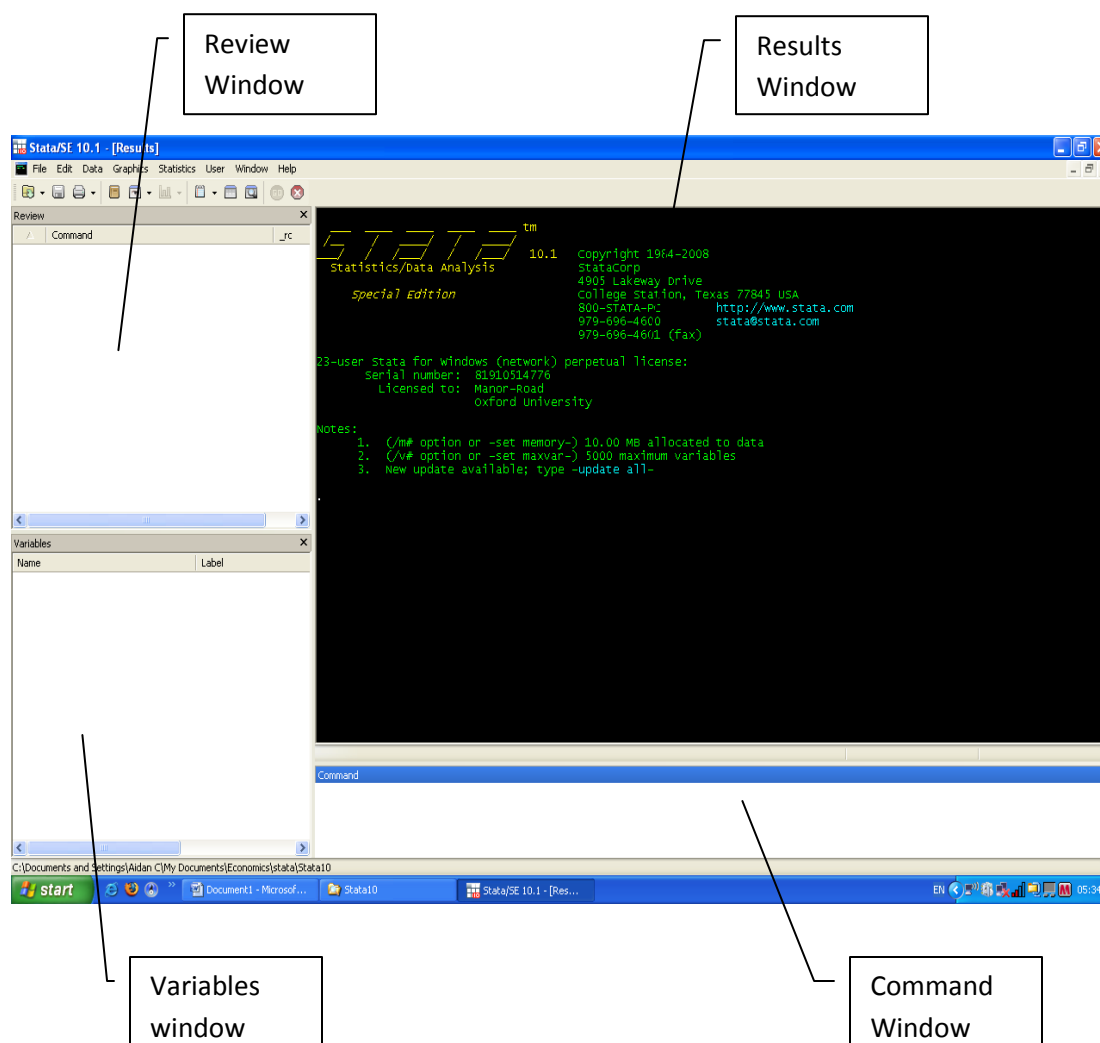 Review
Window
Results
Window
Stata/SE 10.1 - [Results]
File Edit Data Graphics Statistics User Window Help
Review
Command _rc
STATA tm
10.1 Copyright 1984-2008
Statistics/Data Analysis StataCorp
4905 Lakeway Drive
Special Edition College Station, Texas 77845 USA
800-STATA-PC http://www.stata.com
979-696-4600 stata@stata.com
979-696-4601 (fax)
23-user Stata for Windows (network) perpetual license:
Serial number: 81910514776
Licensed to: Manor-Road
Oxford University
Notes:
1. (/m# option or -set memory-) 10.00 MB allocated to data
2. (/v# option or -set maxvar-) 5000 maximum variables
3. New update available; type -update all-
.
Variables
Name Label
Command
C:\Documents and Settings\Aidan C\My Documents\Economics\stata\Stata10
start Document1 - Microsof... Stata10 Stata/SE 10.1 - [Res... EN 05:34
Variables
window
Command
Window